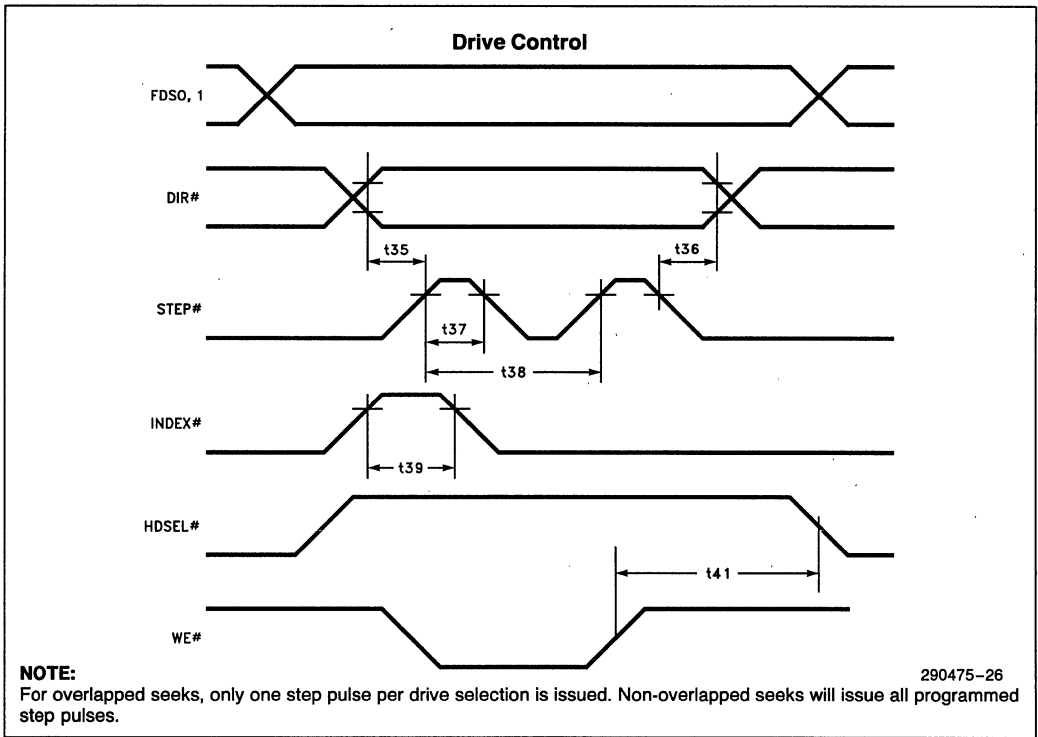 Drive Control
FDS0, 1
DIR#
t35
t36
STEP#
t37
t38
INDEX#
t39
HDSEL#
t41
WE#
NOTE:
290475-26
For overlapped seeks, only one step pulse per drive selection is issued. Non-overlapped seeks will issue all programmed
step pulses.